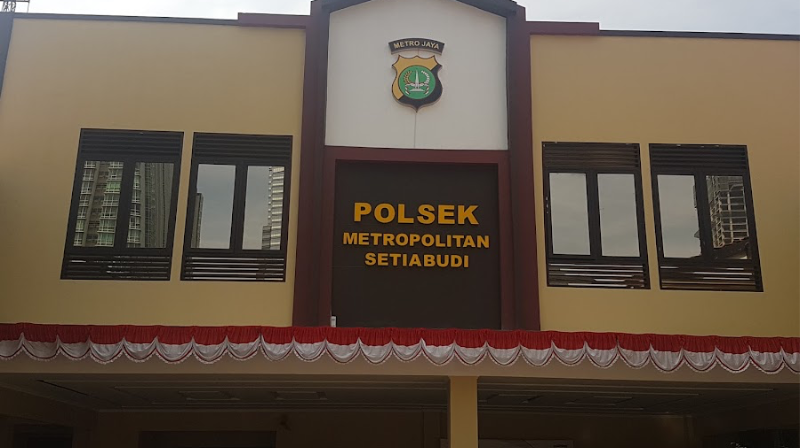 METRO JAYA
POLSEK
METROPOLITAN
SETIABUDI